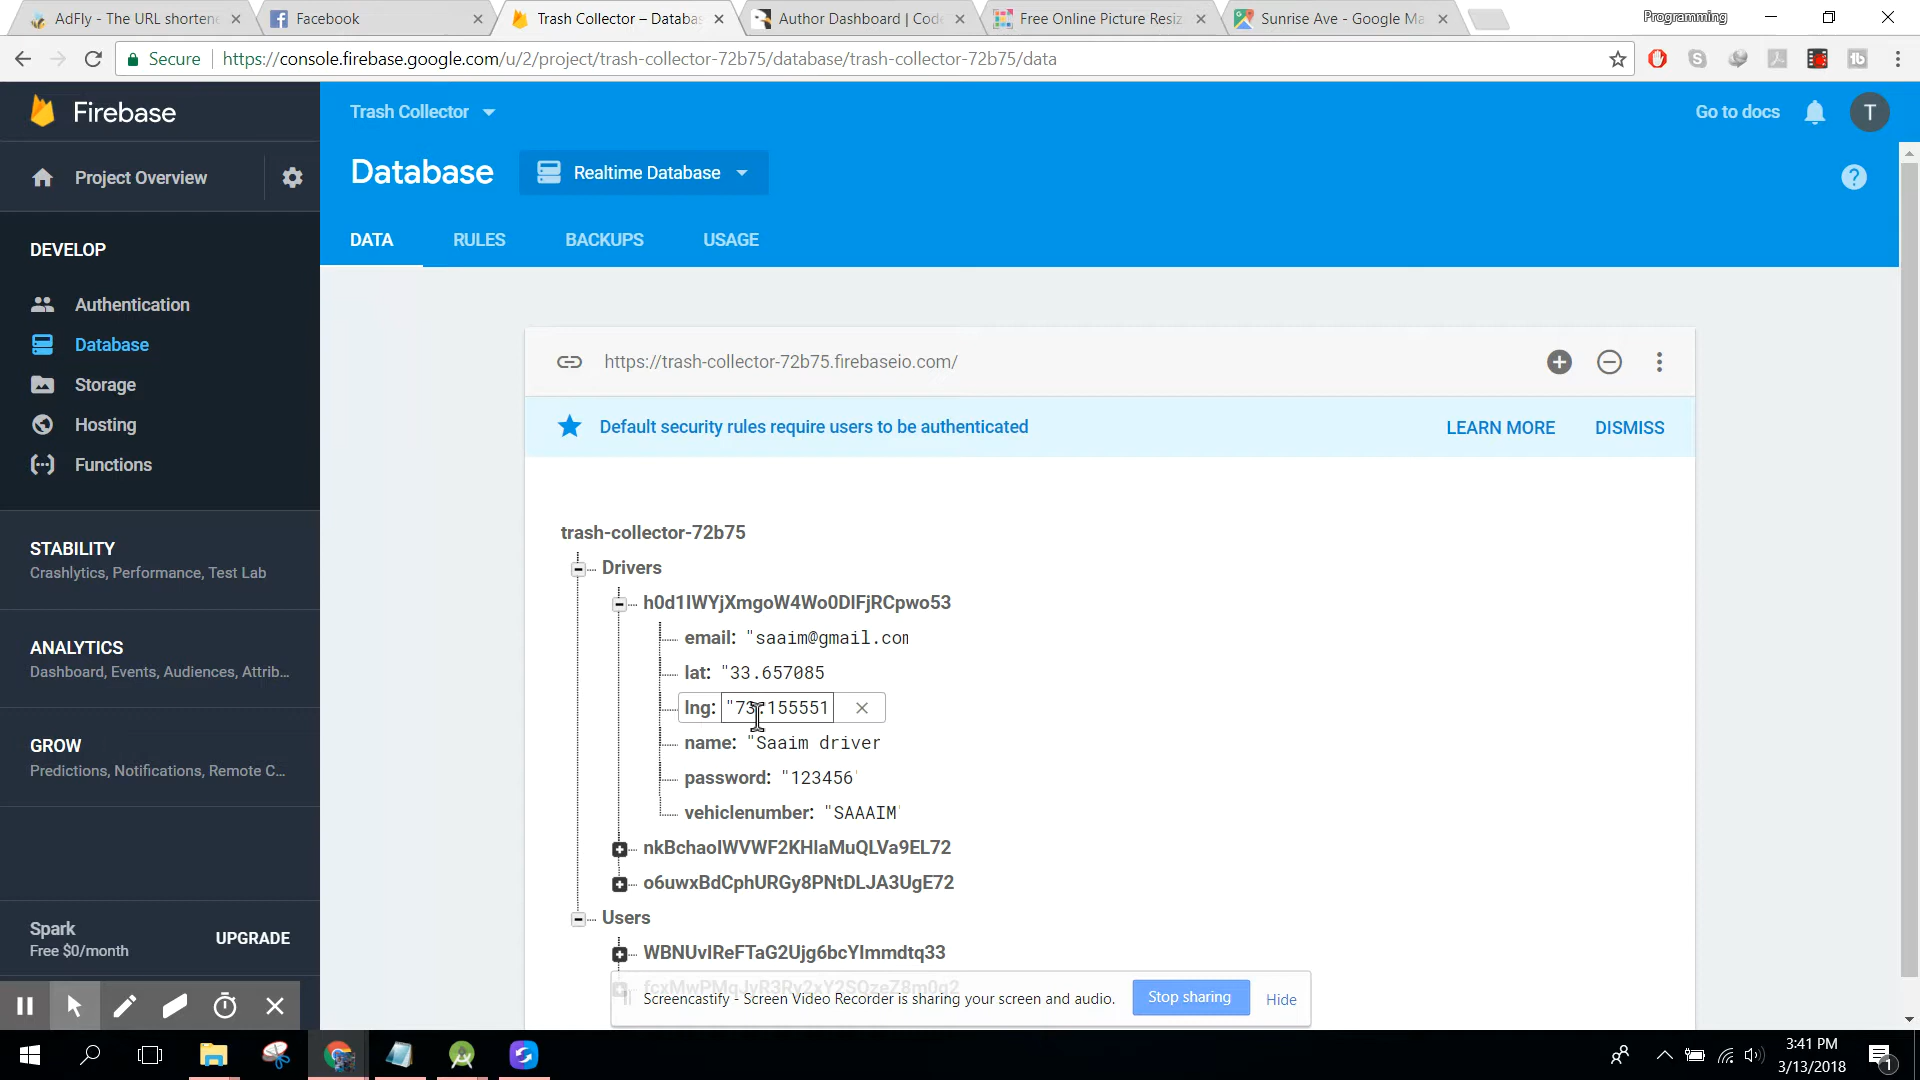 AdFly - The URL shortene
Facebook
Trash Collector – Databas
Author Dashboard | Code
Free Online Picture Resiz
Sunrise Ave - Google Ma
Programming
Secure
https://console.firebase.google.com/u/2/project/trash-collector-72b75/database/trash-collector-72b75/data
Firebase
Trash Collector
Go to docs
T
Project Overview
Database
Realtime Database
DATA
RULES
BACKUPS
USAGE
DEVELOP
Authentication
Database
Storage
Hosting
Functions
STABILITY
Crashlytics, Performance, Test Lab
ANALYTICS
Dashboard, Events, Audiences, Attrib...
GROW
Predictions, Notifications, Remote C...
Spark
Free $0/month
UPGRADE
https://trash-collector-72b75.firebaseio.com/
Default security rules require users to be authenticated
LEARN MORE
DISMISS
trash-collector-72b75
Drivers
h0d1IWYjXmgoW4Wo0DIFjRCpwo53
email: "saaim@gmail.com
lat: "33.657085
lng: "73.155551
name: "Saaim driver
password: "123456"
vehiclenumber: "SAAAIM"
nkBchaoIWVWF2KHIaMuQLVa9EL72
o6uwxBdCphURGy8PNtDLJA3UgE72
Users
WBNUvIReFTaG2Ujg6bcYImmdtq33
Screencastify - Screen Video Recorder is sharing your screen and audio.
Stop sharing
Hide
3:41 PM
3/13/2018
1